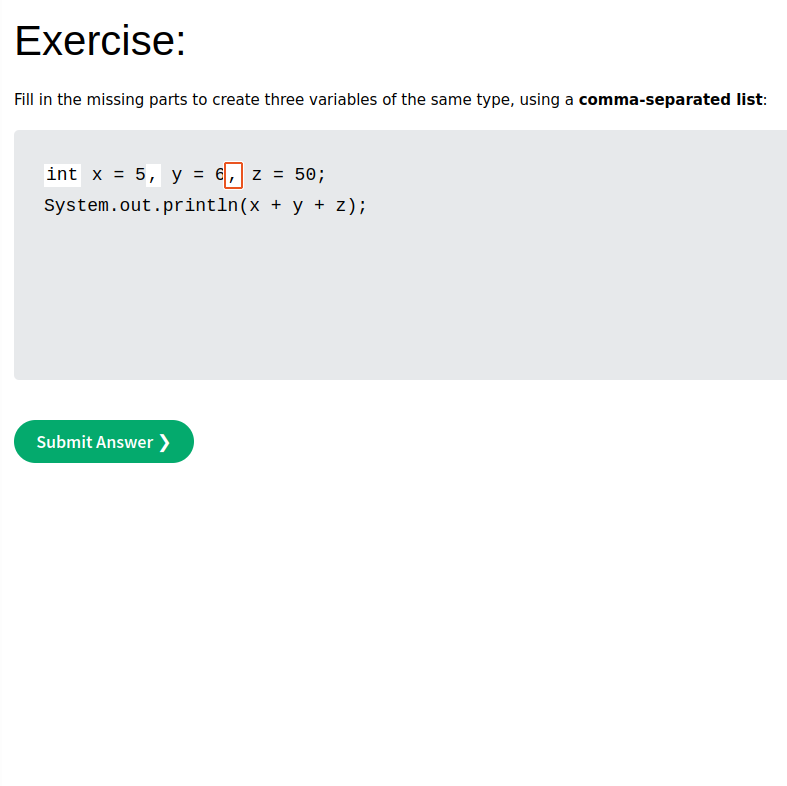 Exercise:
Fill in the missing parts to create three variables of the same type, using a comma-separated list:
int x = 5, y = 6, z = 50;
System.out.println(x + y + z);
Submit Answer ❯